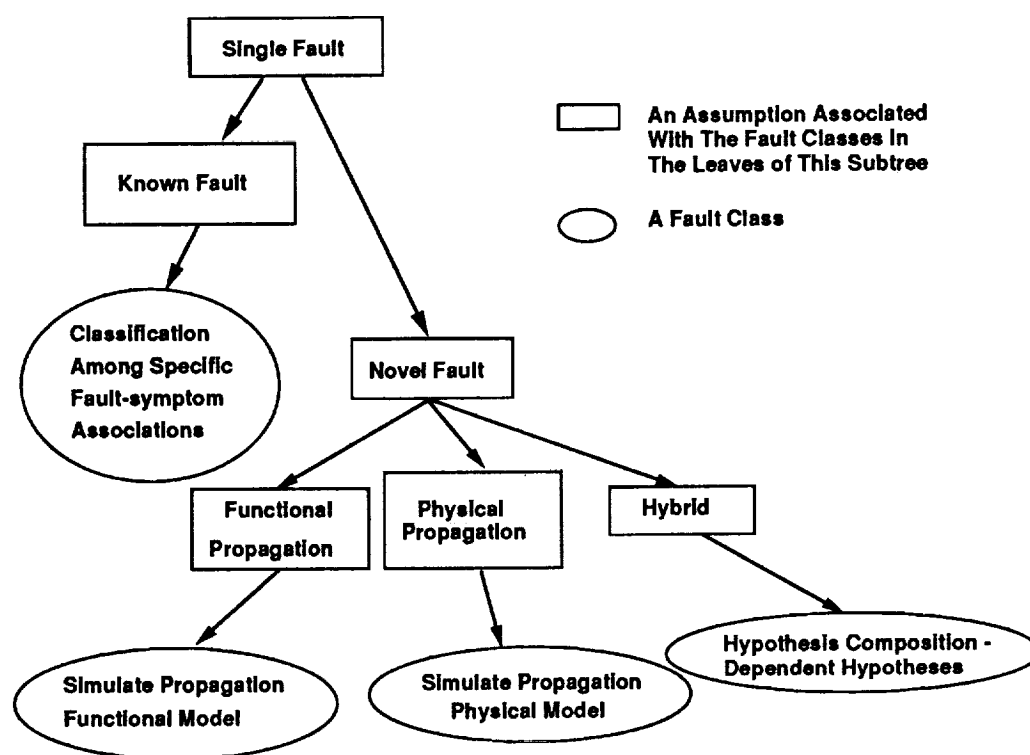 Single Fault
An Assumption Associated
With The Fault Classes In
The Leaves of This Subtree
Known Fault
A Fault Class
Classification
Among Specific
Fault-symptom
Associations
Novel Fault
Functional
Propagation
Physical
Propagation
Hybrid
Simulate Propagation
Functional Model
Simulate Propagation
Physical Model
Hypothesis Composition -
Dependent Hypotheses